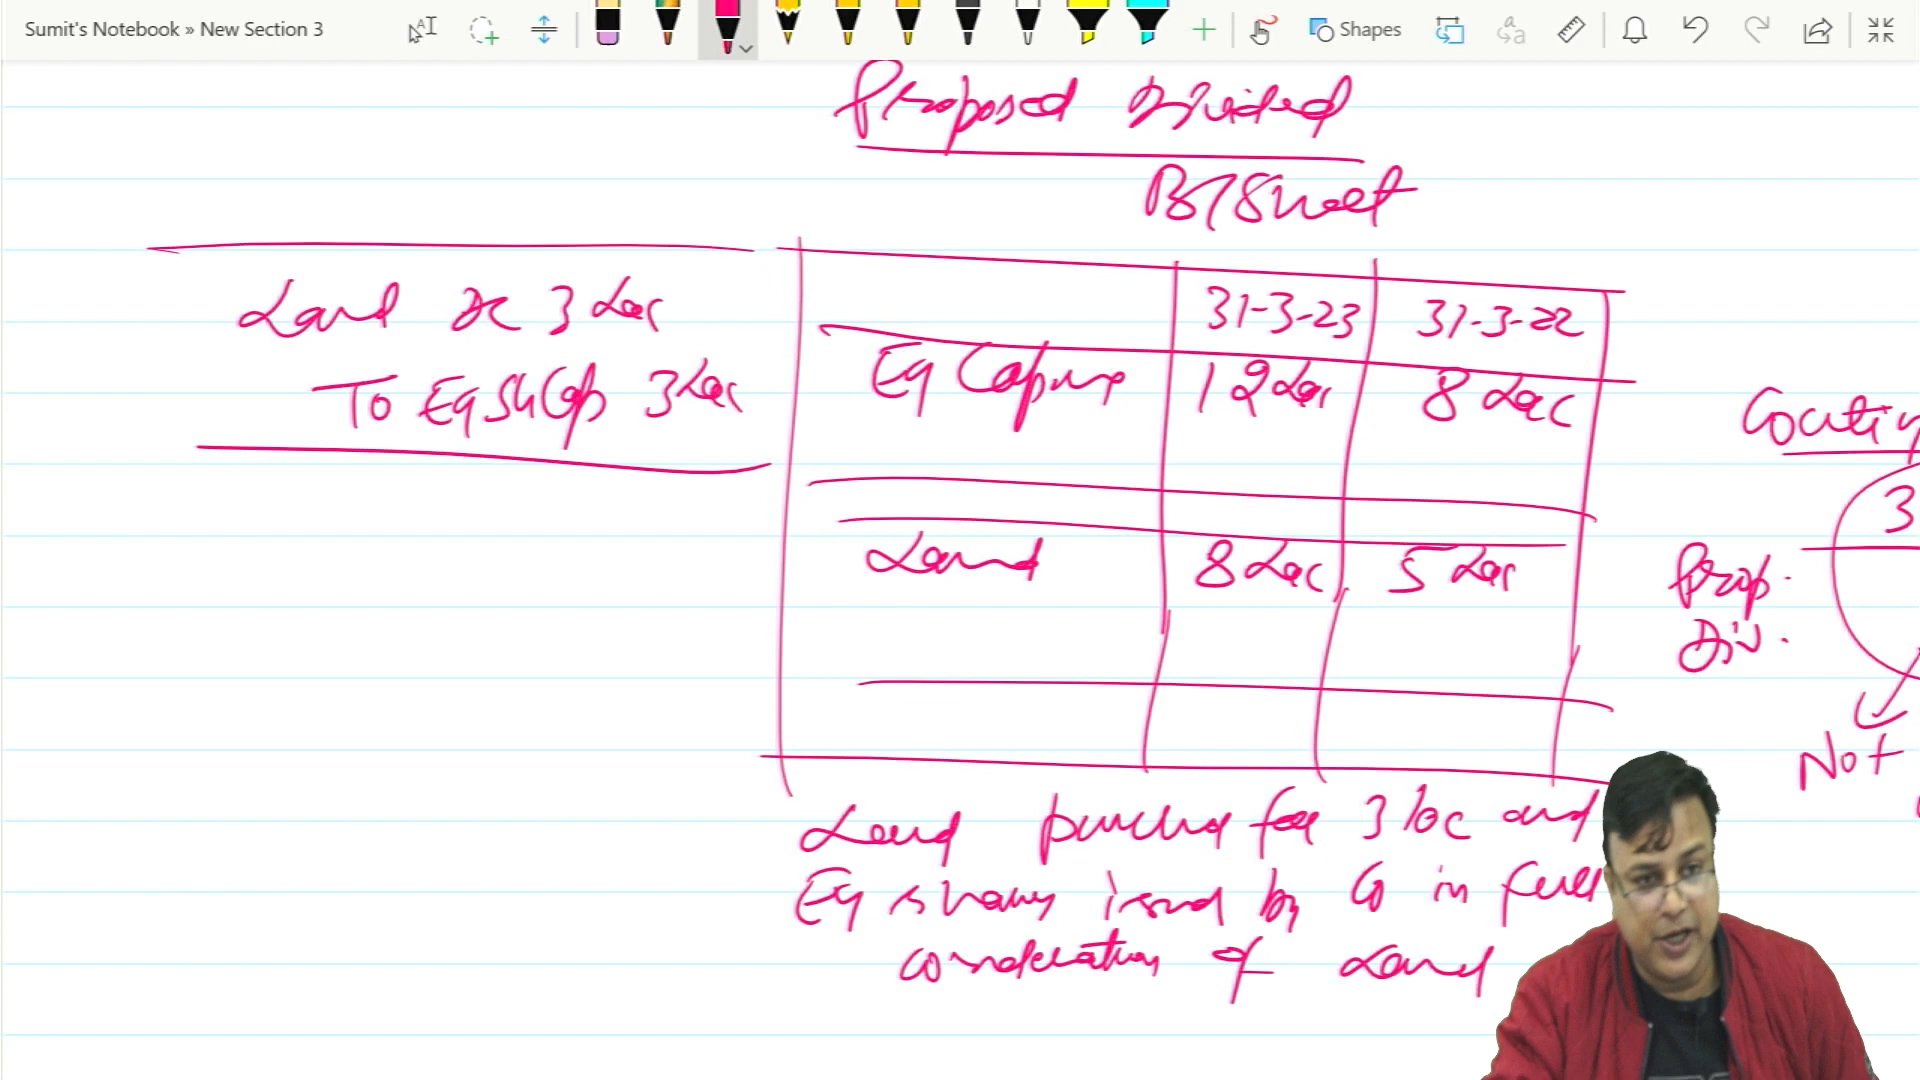 Sumit's Notebook » New Section 3
Shapes
Proposed Dividend
B/Sheet
Land Dr 3 Lac
To Eq Sh Cap 3 Lac
31-3-23 31-3-22
Eq 12 Lac 8 Lac
Land 8 Lac 5 Lac
Land purchased for 3 lac and
Eq shares issued by Co in full
consideration of Land
3
Prop.
Div.
Not